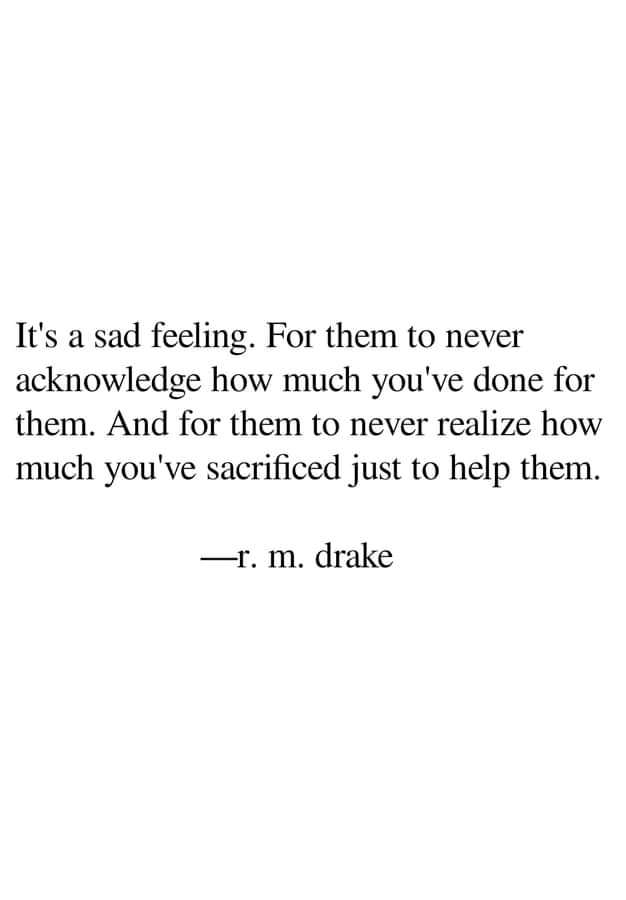 It's a sad feeling. For them to never
acknowledge how much you've done for
them. And for them to never realize how
much you've sacrificed just to help them.
—r. m. drake